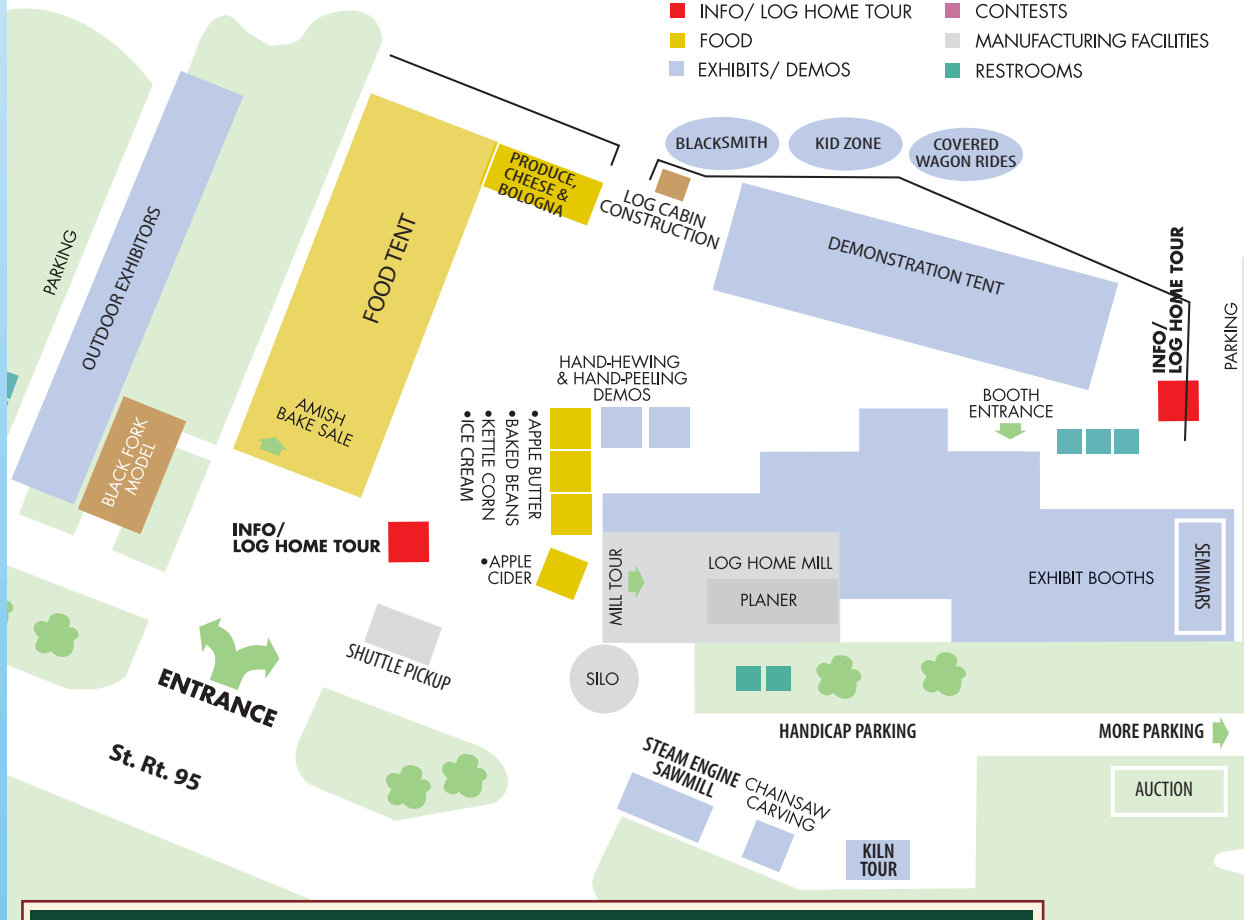 INFO/ LOG HOME TOUR
FOOD
EXHIBITS/ DEMOS
CONTESTS
MANUFACTURING FACILITIES
RESTROOMS
BLACKSMITH
KID ZONE
COVERED
WAGON RIDES
PRODUCE,
CHEESE &
BOLOGNA
LOG CABIN
CONSTRUCTION
PARKING
OUTDOOR EXHIBITORS
FOOD TENT
DEMONSTRATION TENT
INFO/
LOG HOME TOUR
PARKING
HAND-HEWING
& HAND-PEELING
DEMOS
BOOTH
ENTRANCE
AMISH
BAKE SALE
BLACK FORK
MODEL
•APPLE BUTTER
•BAKED BEANS
•KETTLE CORN
•ICE CREAM
INFO/
LOG HOME TOUR
•APPLE
CIDER
MILL TOUR
LOG HOME MILL
PLANER
EXHIBIT BOOTHS
SEMINARS
SHUTTLE PICKUP
SILO
ENTRANCE
HANDICAP PARKING
MORE PARKING
St. Rt. 95
STEAM ENGINE
SAWMILL
CHAINSAW
CARVING
KILN
TOUR
AUCTION